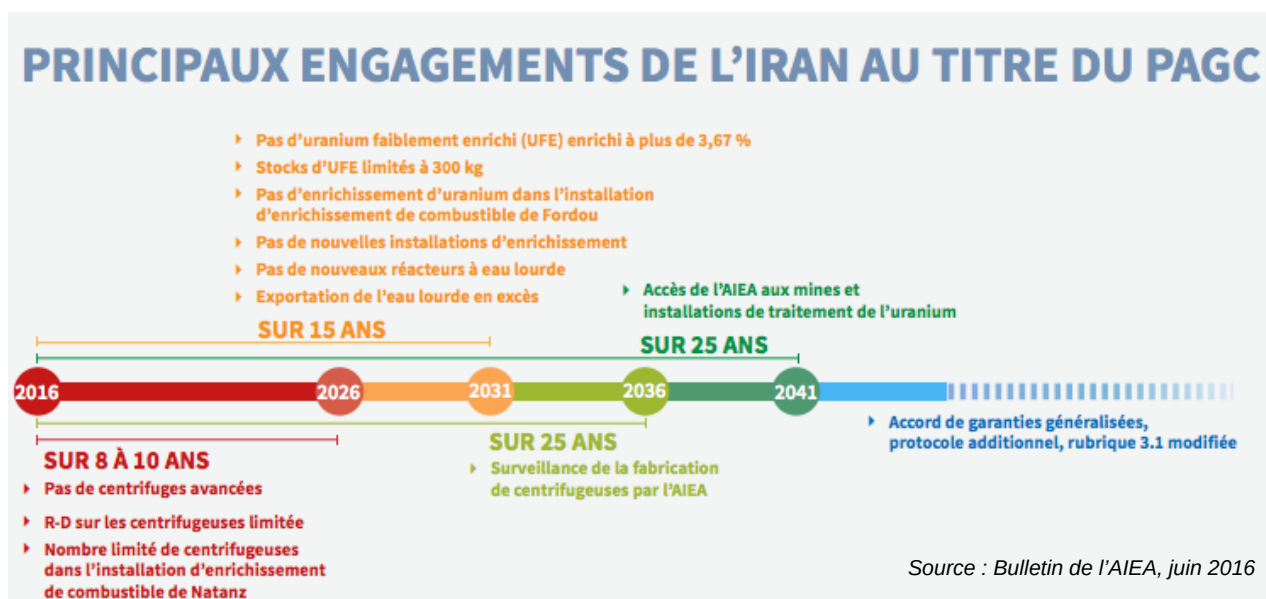 PRINCIPAUX ENGAGEMENTS DE L’IRAN AU TITRE DU PAGC
Pas d’uranium faiblement enrichi (UFE) enrichi à plus de 3,67 %
Stocks d’UFE limités à 300 kg
Pas d’enrichissement d’uranium dans l’installation
d’enrichissement de combustible de Fordou
Pas de nouvelles installations d’enrichissement
Pas de nouveaux réacteurs à eau lourde
Exportation de l’eau lourde en excès
SUR 15 ANS
Accès de l’AIEA aux mines et
installations de traitement de l’uranium
SUR 25 ANS
2016 2026 2031 2036 2041
SUR 8 À 10 ANS
Pas de centrifuges avancées
R-D sur les centrifugeuses limitée
Nombre limité de centrifugeuses
dans l’installation d’enrichissement
de combustible de Natanz
SUR 25 ANS
Surveillance de la fabrication
de centrifugeuses par l’AIEA
Accord de garanties généralisées,
protocole additionnel, rubrique 3.1 modifiée
Source : Bulletin de l’AIEA, juin 2016